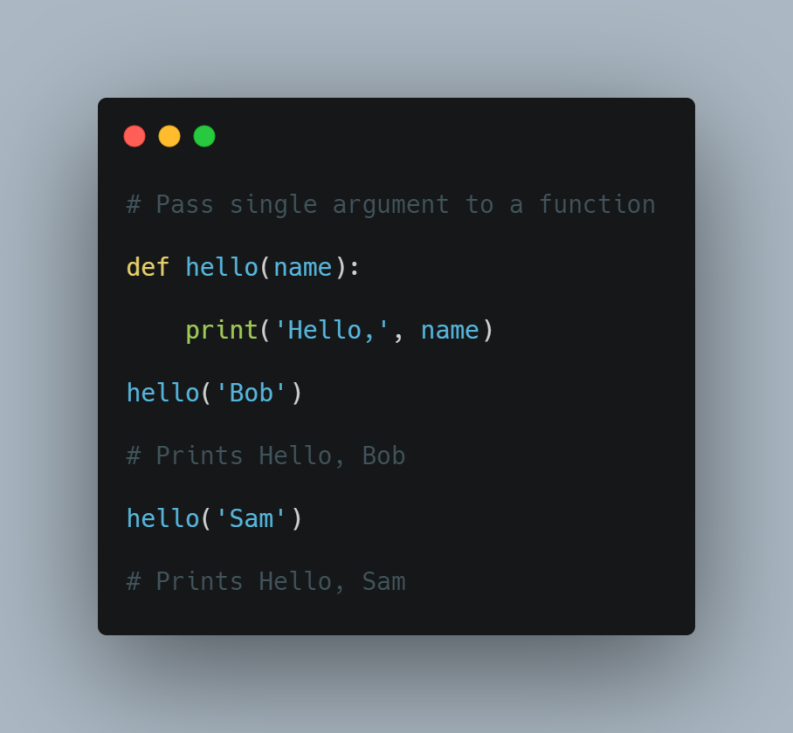 # Pass single argument to a function
def hello(name):
    print('Hello,', name)
hello('Bob')
# Prints Hello, Bob
hello('Sam')
# Prints Hello, Sam